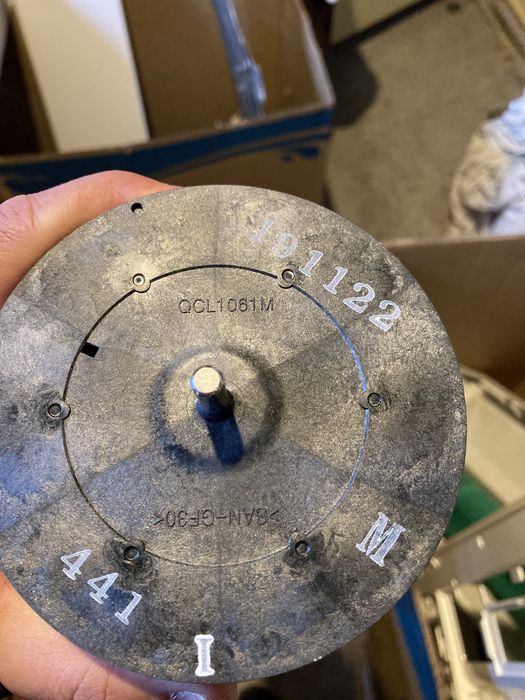 191122
QCL1061M
>SAN-GF30<
M
441
I